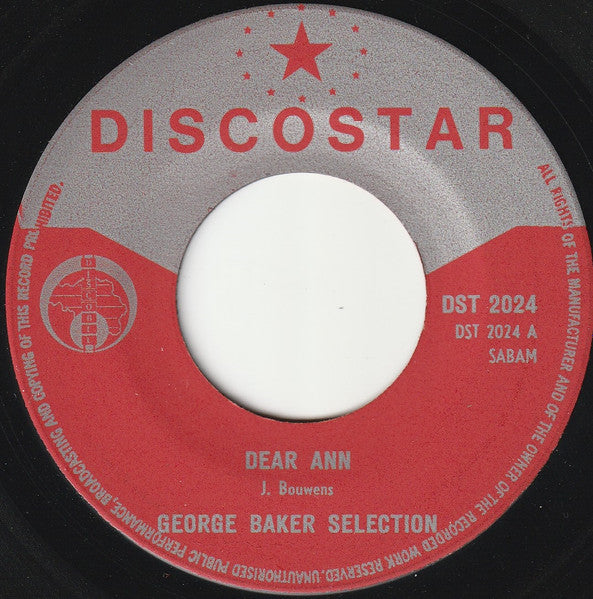 DISCOSTAR
DISCOBEL
DST 2024
DST 2024 A
SABAM
DEAR ANN
J. Bouwens
GEORGE BAKER SELECTION
ALL RIGHTS OF THE MANUFACTURER AND OF THE OWNER OF THE RECORDED WORK RESERVED. UNAUTHORISED PUBLIC PERFORMANCE, BROADCASTING AND COPYING OF THIS RECORD PROHIBITED.